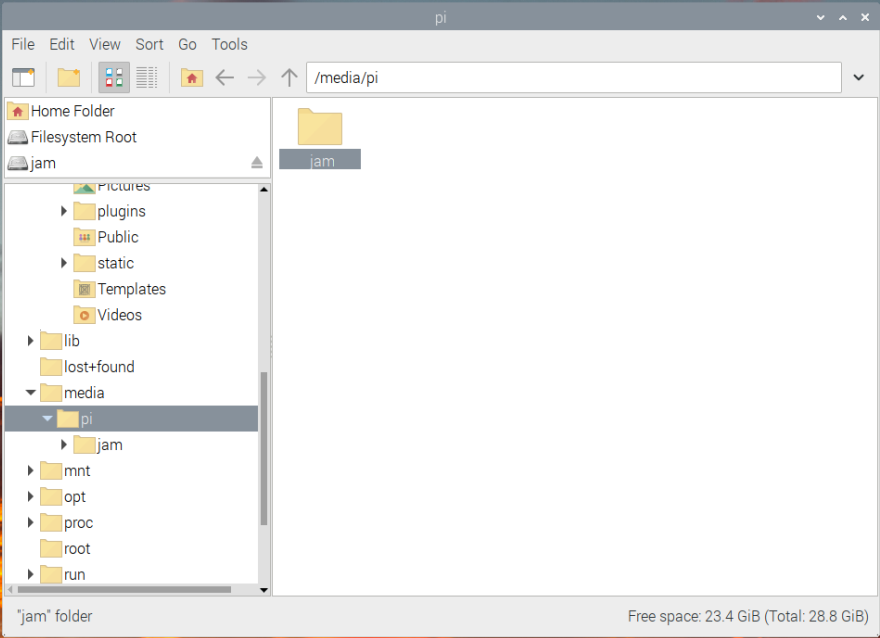 pi
File Edit View Sort Go Tools
/media/pi
Home Folder
Filesystem Root
jam
Pictures
plugins
Public
static
Templates
Videos
lib
lost+found
media
pi
jam
mnt
opt
proc
root
run
jam
"jam" folder
Free space: 23.4 GiB (Total: 28.8 GiB)